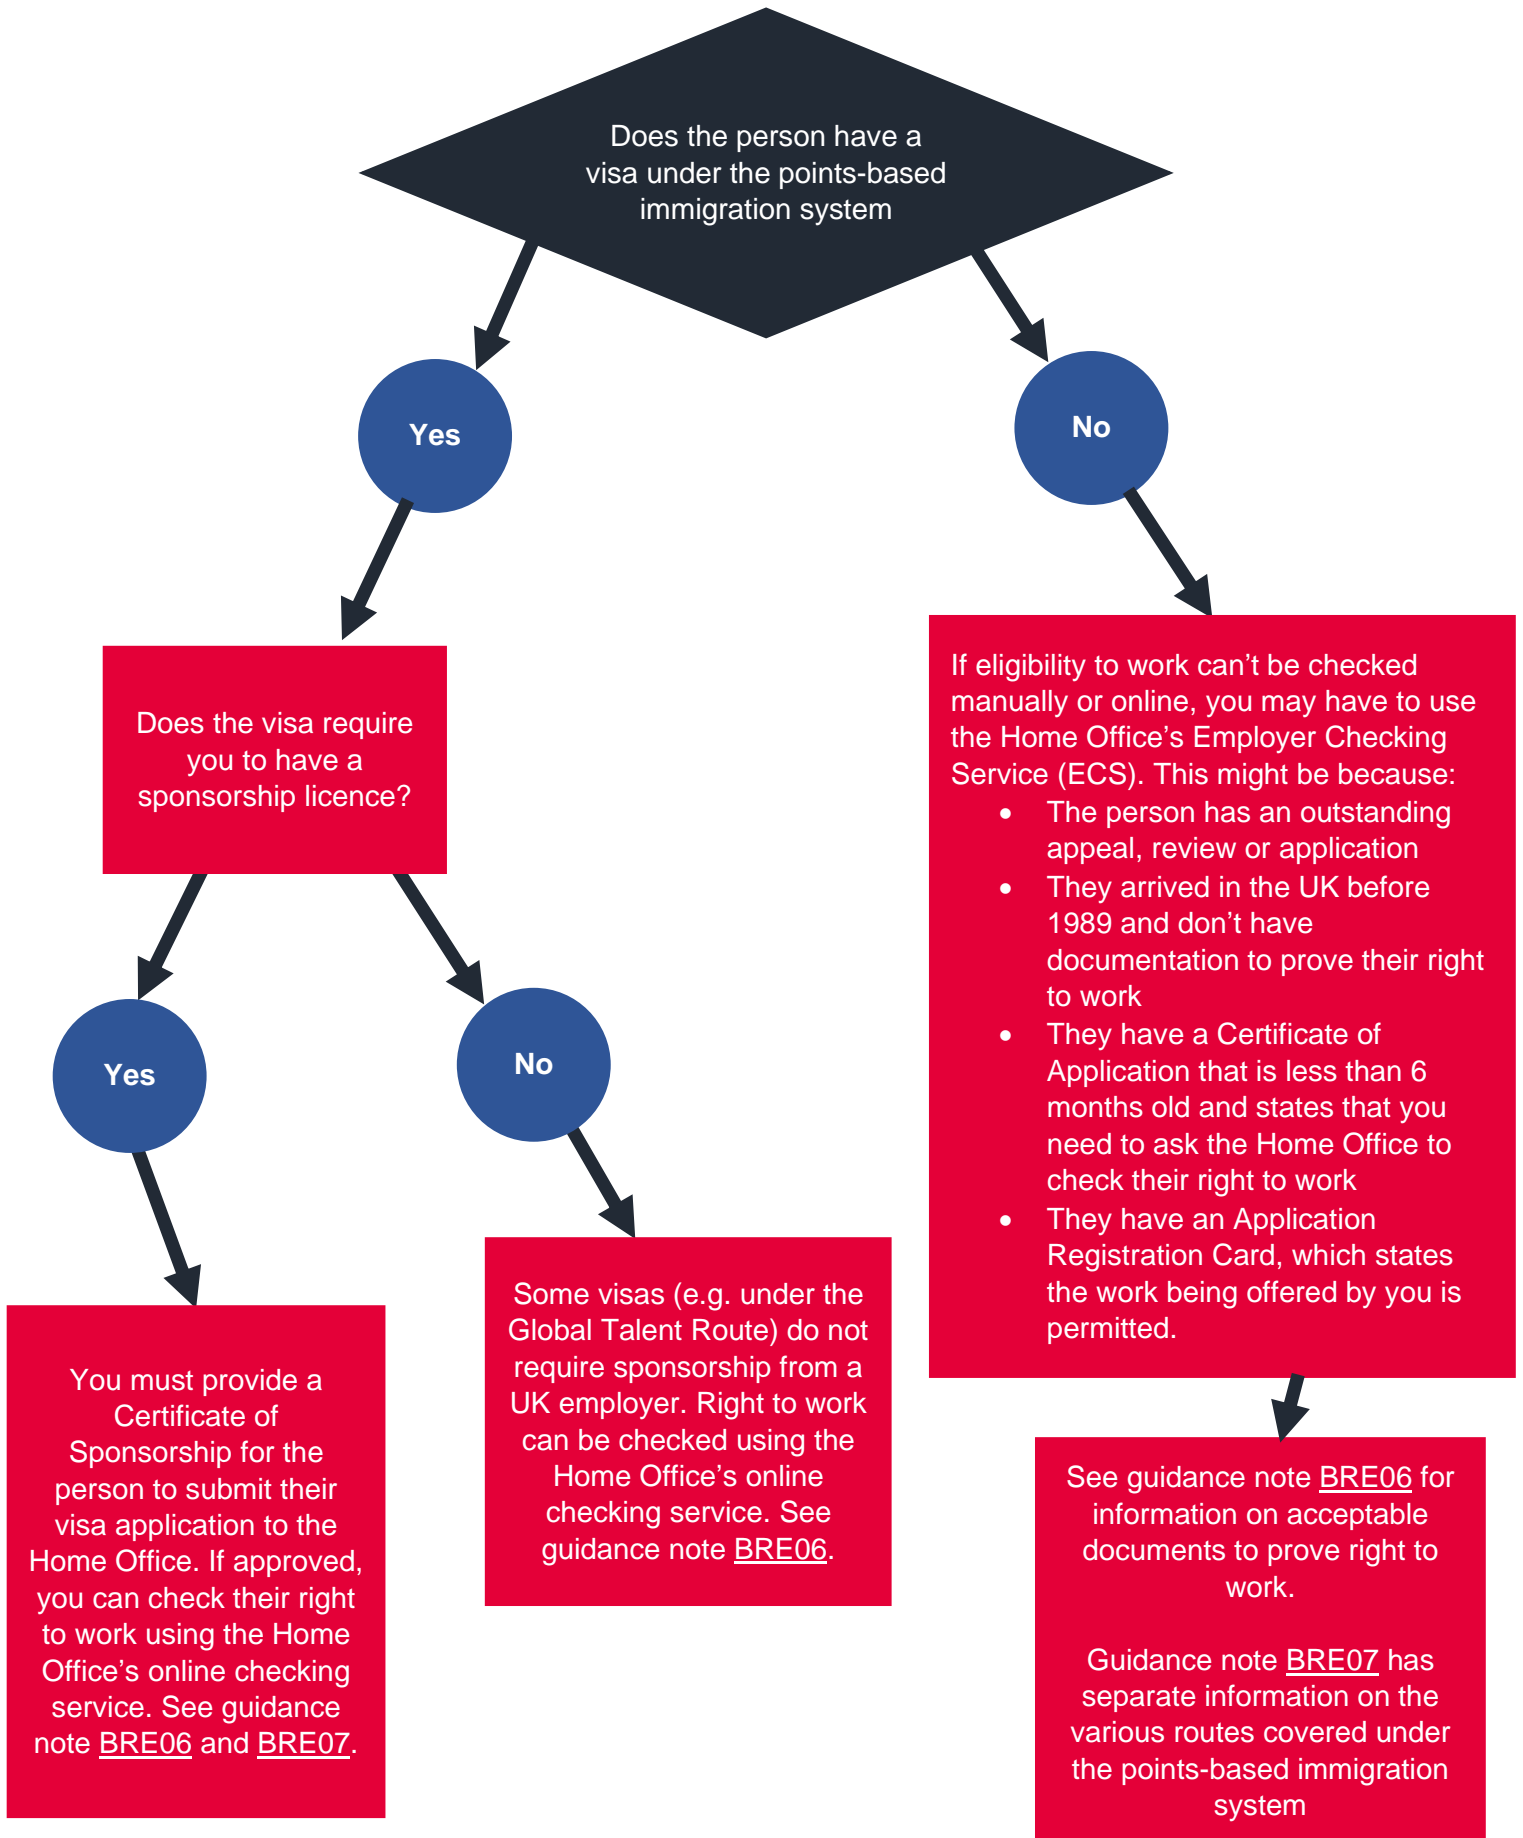 Does the person have a
visa under the points-based
immigration system
Yes
No
Does the visa require
you to have a
sponsorship licence?
If eligibility to work can’t be checked
manually or online, you may have to use
the Home Office’s Employer Checking
Service (ECS). This might be because:
• The person has an outstanding
appeal, review or application
• They arrived in the UK before
1989 and don’t have
documentation to prove their right
to work
• They have a Certificate of
Application that is less than 6
months old and states that you
need to ask the Home Office to
check their right to work
• They have an Application
Registration Card, which states
the work being offered by you is
permitted.
Yes
No
You must provide a
Certificate of
Sponsorship for the
person to submit their
visa application to the
Home Office. If approved,
you can check their right
to work using the Home
Office’s online checking
service. See guidance
note BRE06 and BRE07.
Some visas (e.g. under the
Global Talent Route) do not
require sponsorship from a
UK employer. Right to work
can be checked using the
Home Office’s online
checking service. See
guidance note BRE06.
See guidance note BRE06 for
information on acceptable
documents to prove right to
work.
Guidance note BRE07 has
separate information on the
various routes covered under
the points-based immigration
system